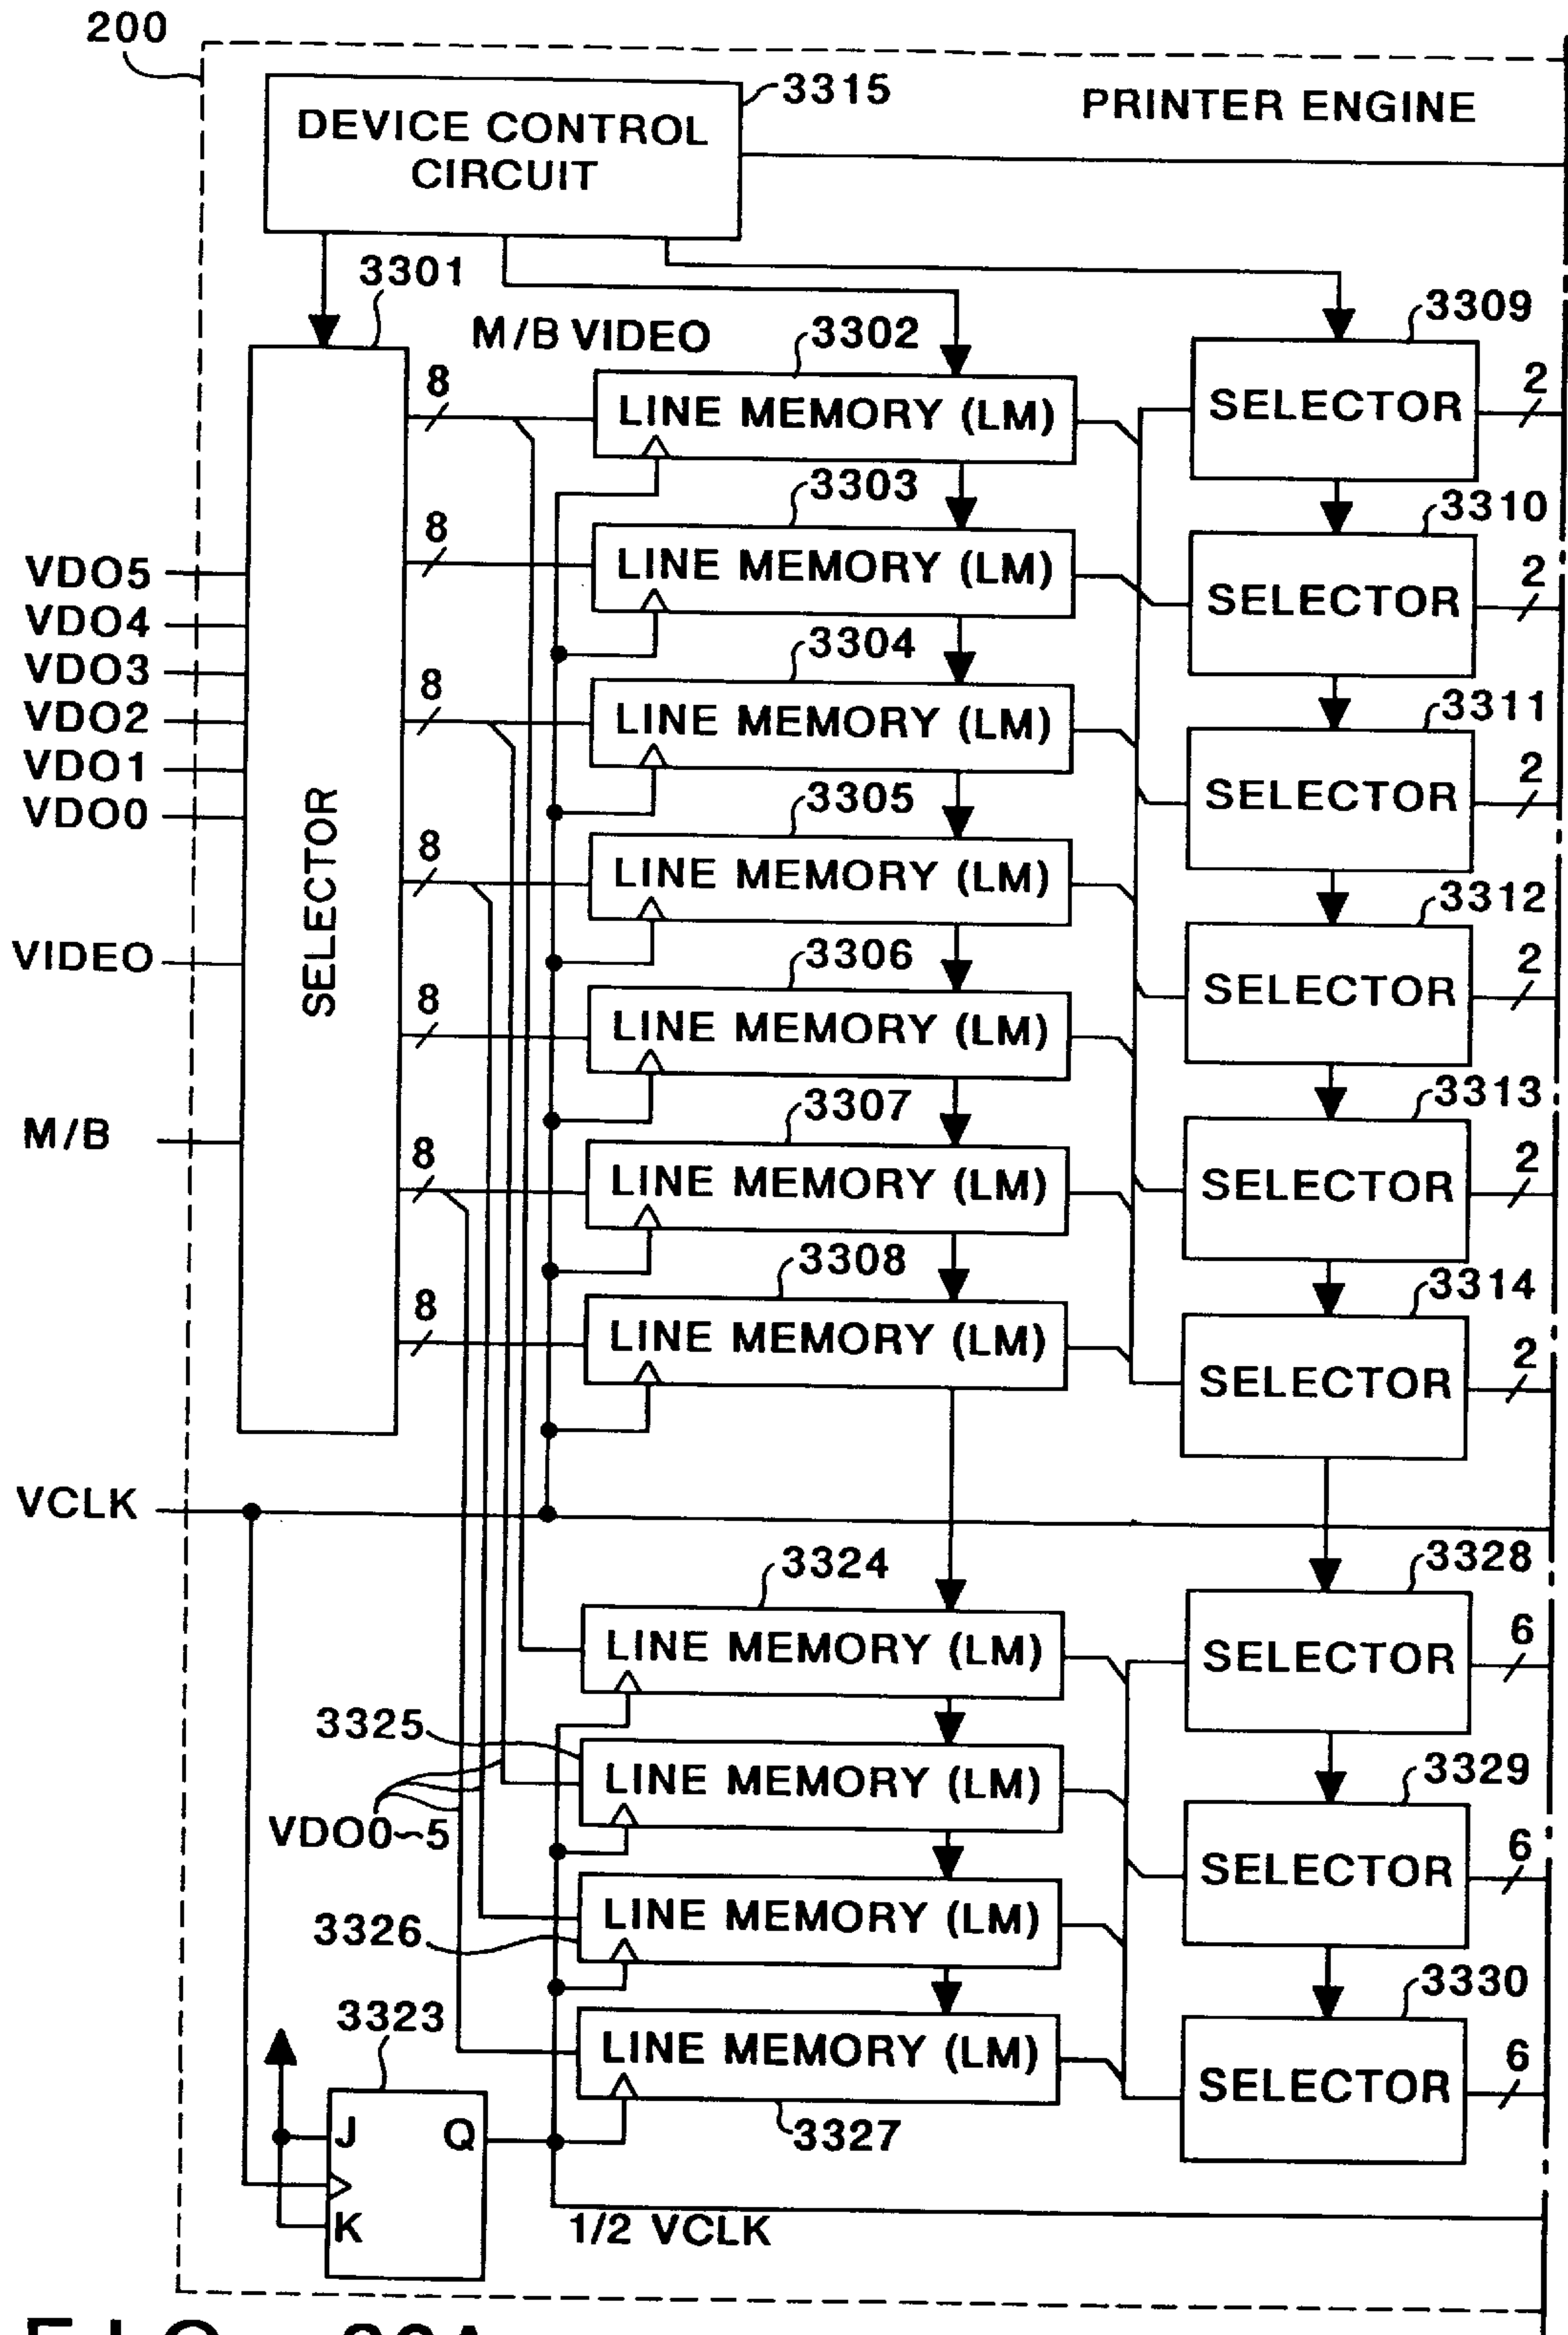 200
3315
PRINTER ENGINE
DEVICE CONTROL
CIRCUIT
3301
M/B VIDEO
3302
3309
8
LINE MEMORY (LM)
SELECTOR
2
3303
3310
8
LINE MEMORY (LM)
SELECTOR
2
VDO5
VDO4
VDO3
VDO2
VDO1
VDO0
3304
3311
8
LINE MEMORY (LM)
SELECTOR
2
3305
3312
8
LINE MEMORY (LM)
SELECTOR
2
SELECTOR
VIDEO
3306
3313
8
LINE MEMORY (LM)
SELECTOR
2
M/B
3307
3314
8
LINE MEMORY (LM)
SELECTOR
2
3308
8
LINE MEMORY (LM)
SELECTOR
2
VCLK
3324
3328
LINE MEMORY (LM)
SELECTOR
6
3325
3329
LINE MEMORY (LM)
VDO0~5
SELECTOR
6
3326
LINE MEMORY (LM)
3330
3323
LINE MEMORY (LM)
SELECTOR
6
3327
J
Q
K
1/2 VCLK